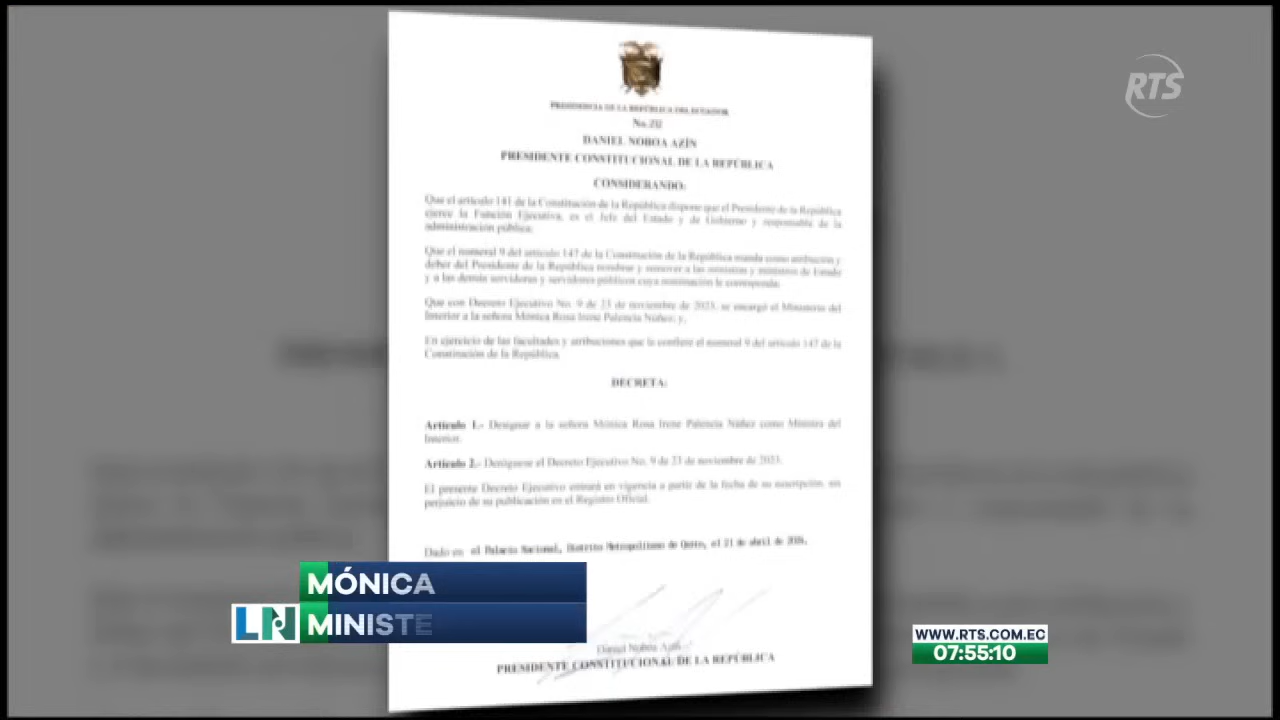 RTS
PRESIDENCIA DE LA REPÚBLICA DEL ECUADOR
No. 232
DANIEL NOBOA AZÍN
PRESIDENTE CONSTITUCIONAL DE LA REPÚBLICA
CONSIDERANDO:
Que el artículo 141 de la Constitución de la República dispone que el Presidente de la República
ejerce la Función Ejecutiva, es el Jefe del Estado y de Gobierno y responsable de la
administración pública;
Que el numeral 9 del artículo 147 de la Constitución de la República manda como atribución y
deber del Presidente de la República nombrar y remover a las ministras y ministros de Estado
y a las demás servidoras y servidores públicos cuya nominación le corresponda;
Que con Decreto Ejecutivo No. 9 de 23 de noviembre de 2023, se encargó el Ministerio del
Interior a la señora Mónica Rosa Irene Palencia Núñez; y,
En ejercicio de las facultades y atribuciones que la confiere el numeral 9 del artículo 147 de la
Constitución de la República,
DECRETA:
Artículo 1.- Designar a la señora Mónica Rosa Irene Palencia Núñez como Ministra del
Interior.
Artículo 2.- Deróguese el Decreto Ejecutivo No. 9 de 23 de noviembre de 2023.
El presente Decreto Ejecutivo entrará en vigencia a partir de la fecha de su suscripción, sin
perjuicio de su publicación en el Registro Oficial.
Dado en el Palacio Nacional, Distrito Metropolitano de Quito, el 21 de abril de
Daniel Noboa Azín
PRESIDENTE CONSTITUCIONAL DE LA REPÚBLICA
MÓNICA
LN MINISTE
WWW.RTS.COM.EC
07:55:10